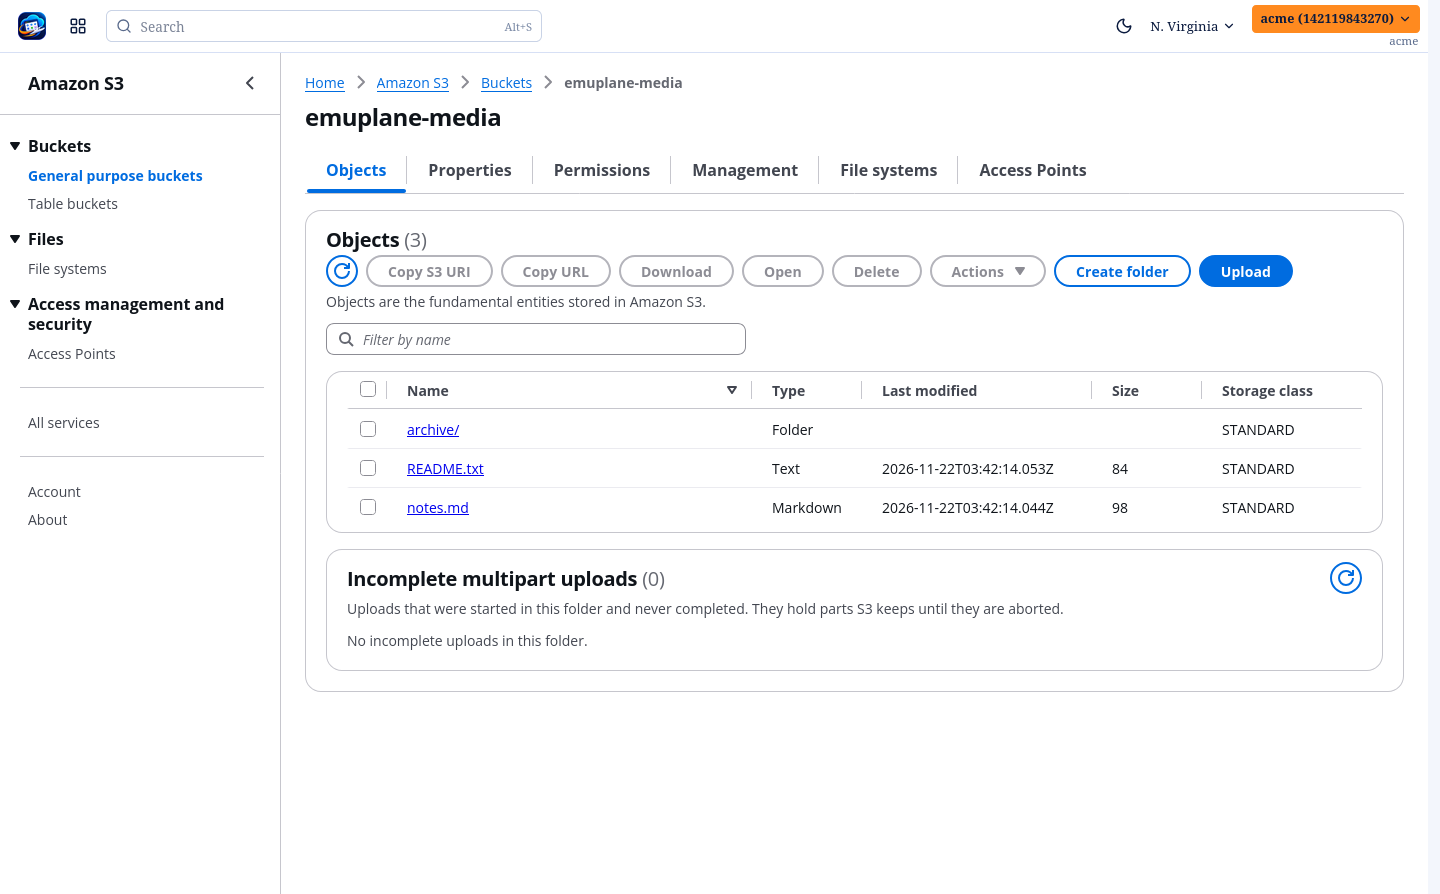 Search
Alt+S
N. Virginia
acme (142119843270)
acme
Amazon S3
Buckets
General purpose buckets
Table buckets
Files
File systems
Access management and
security
Access Points
All services
Account
About
Home
Amazon S3
Buckets
emuplane-media
emuplane-media
Objects
Properties
Permissions
Management
File systems
Access Points
Objects (3)
Copy S3 URI
Copy URL
Download
Open
Delete
Actions
Create folder
Upload
Objects are the fundamental entities stored in Amazon S3.
Filter by name
Name Type Last modified Size Storage class
archive/ Folder STANDARD
README.txt Text 2026-11-22T03:42:14.053Z 84 STANDARD
notes.md Markdown 2026-11-22T03:42:14.044Z 98 STANDARD
Incomplete multipart uploads (0)
Uploads that were started in this folder and never completed. They hold parts S3 keeps until they are aborted.
No incomplete uploads in this folder.